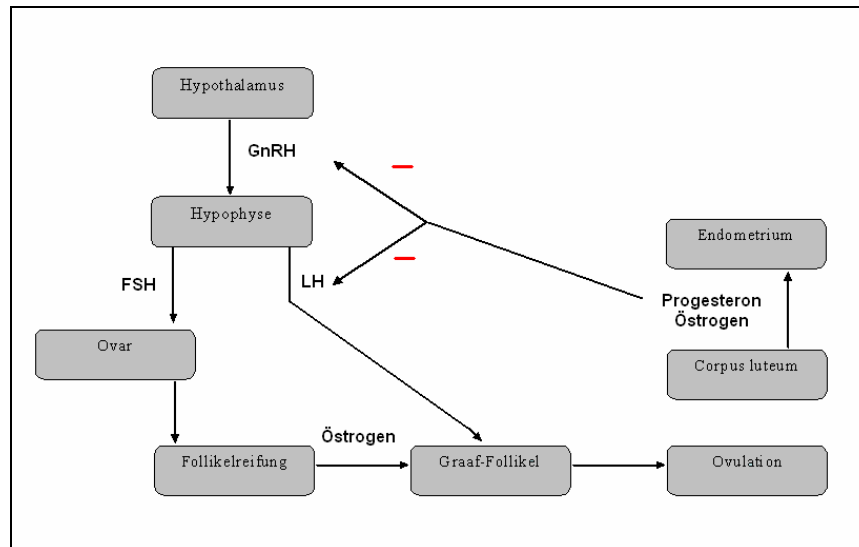 Hypothalamus
GnRH
Hypophyse
Endometrium
FSH
LH
Progesteron
Östrogen
Ovar
Corpus luteum
Östrogen
Follikelreifung
Graaf-Follikel
Ovulation